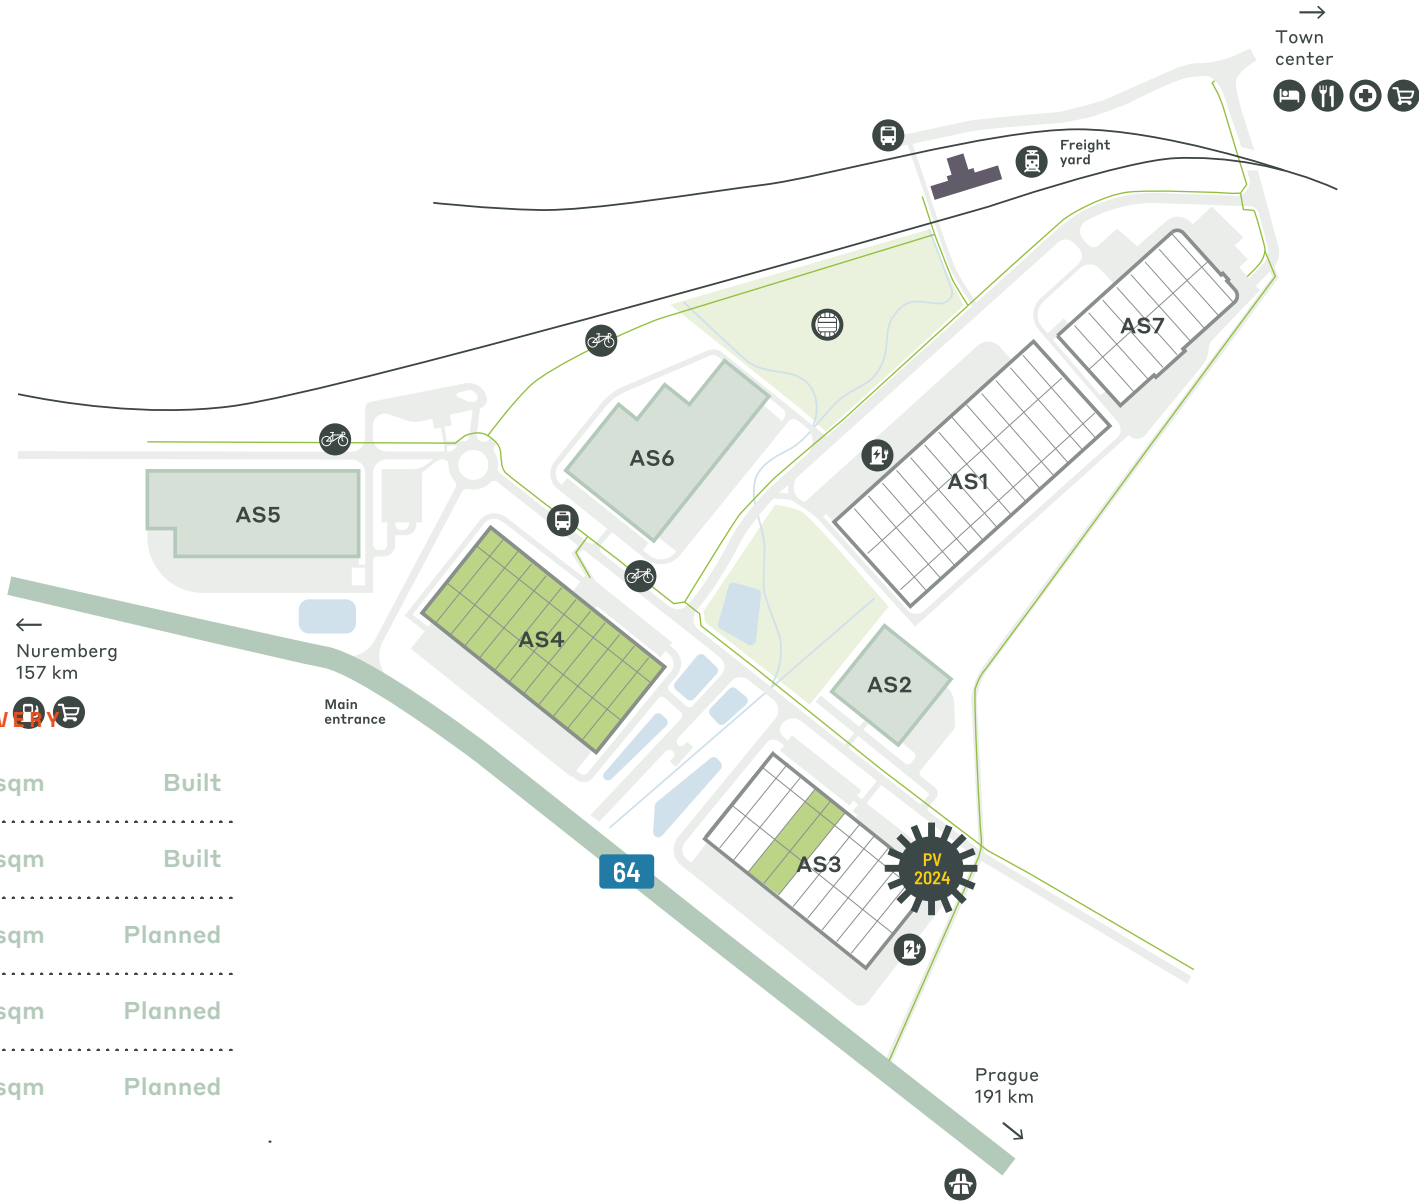 Town
center
Freight
yard
AS7
AS6
AS1
AS5
AS4
AS2
Nuremberg
157 km
Main
entrance
VERY
sqm Built
sqm Built
sqm Planned
sqm Planned
sqm Planned
AS3
PV
2024
64
Prague
191 km